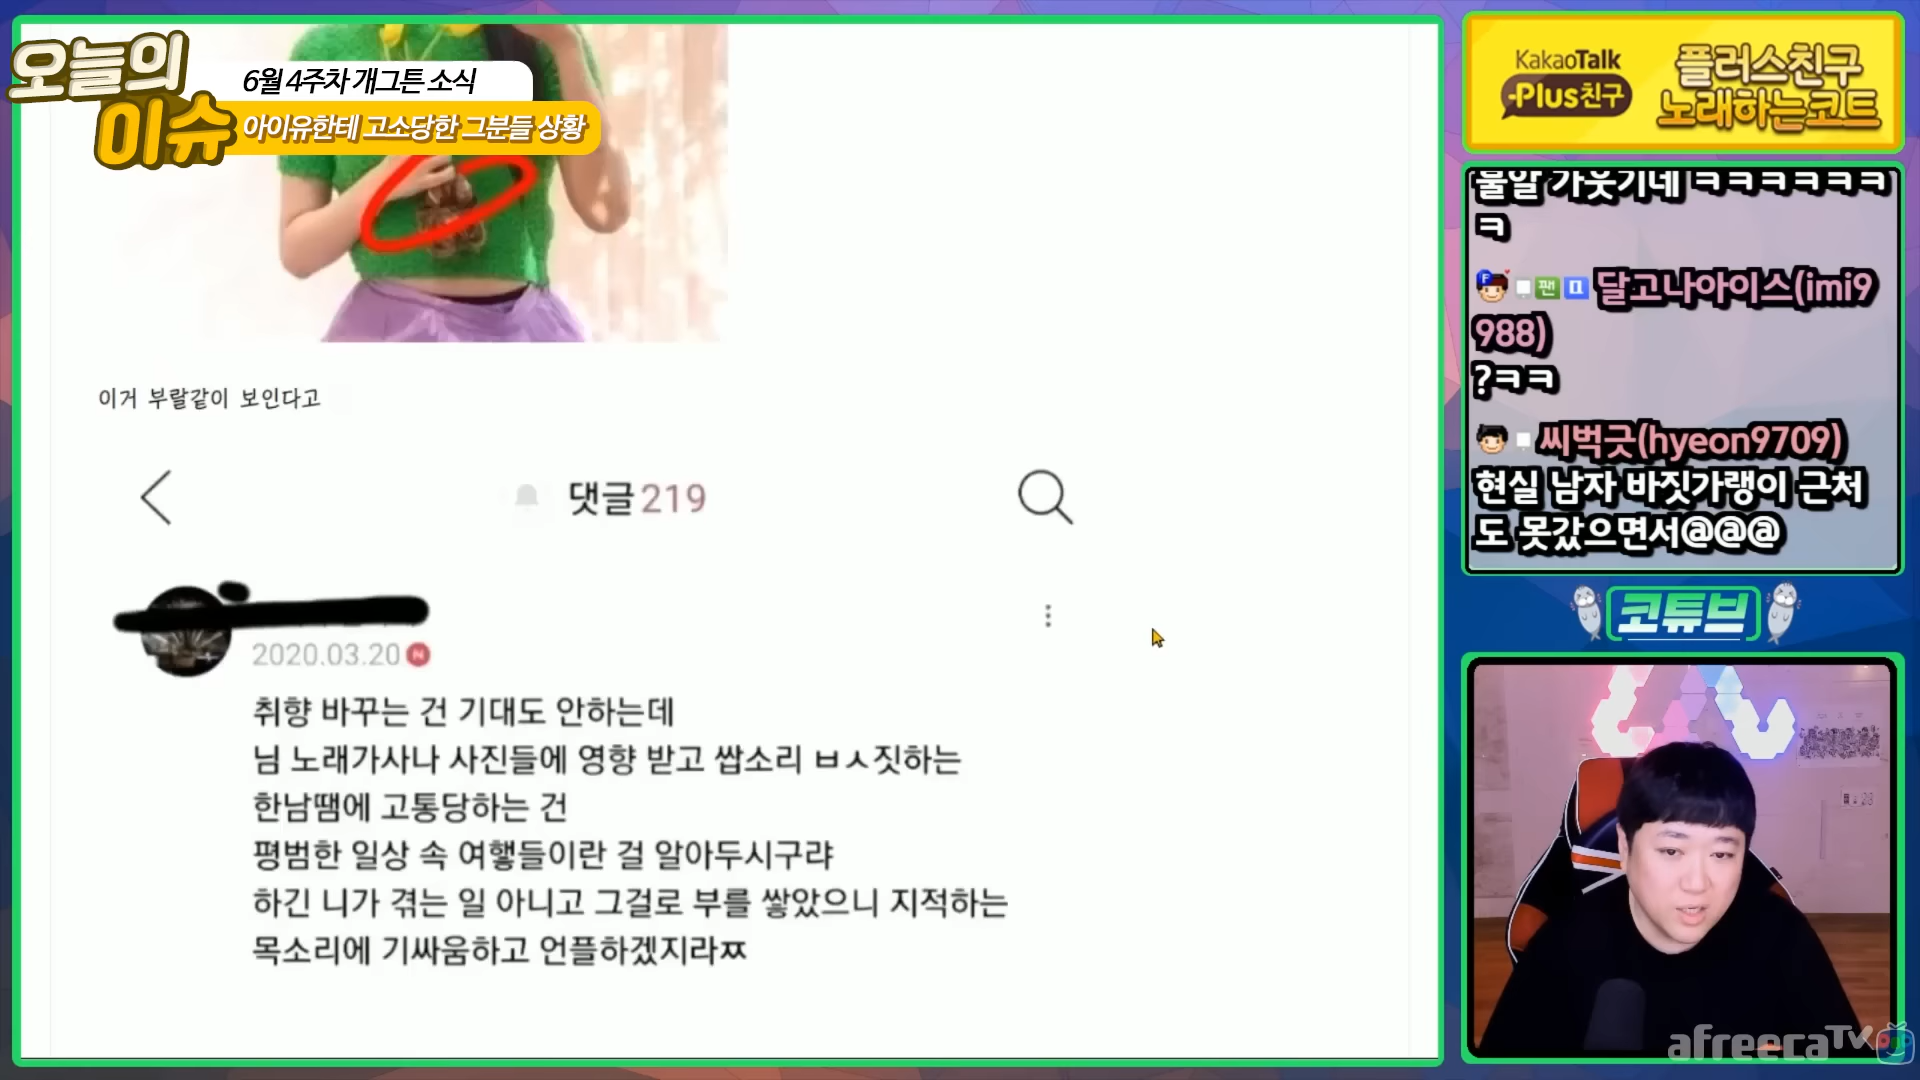 오늘의
이슈
6월 4주차 개그튼 소식
아이유한테 고소당한 그분들 상황
이거 부랄같이 보인다고
댓글 219
2020.03.20 N
취향 바꾸는 건 기대도 안하는데
님 노래가사나 사진들에 영향 받고 쌉소리 ㅂㅅ짓하는
한남땜에 고통당하는 건
평범한 일상 속 여햏들이란 걸 알아두시구랴
하긴 니가 겪는 일 아니고 그걸로 부를 쌓았으니 지적하는
목소리에 기싸움하고 언플하겠지라ㅉ
KakaoTalk
Plus친구
플러스친구
노래하는코트
불알 가웃기네 ㅋㅋㅋㅋㅋㅋ
ㅋ
F 팬 달고나아이스(imi9
988)
?ㅋㅋ
씨벅긋(hyeon9709)
현실 남자 바짓가랭이 근처
도 못갔으면서@@@
코튜브
afreecaTV